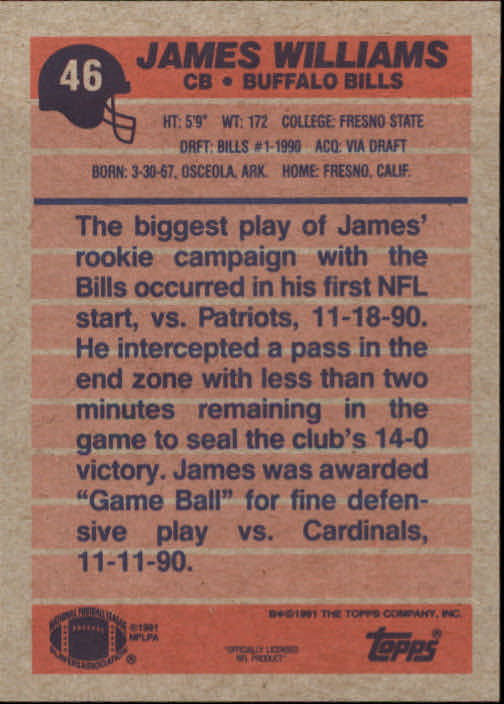 46
JAMES WILLIAMS
CB • BUFFALO BILLS
HT: 5'9" WT: 172 COLLEGE: FRESNO STATE
DRFT: BILLS #1-1990 ACQ: VIA DRAFT
BORN: 3-30-67, OSCEOLA, ARK. HOME: FRESNO, CALIF.
The biggest play of James'
rookie campaign with the
Bills occurred in his first NFL
start, vs. Patriots, 11-18-90.
He intercepted a pass in the
end zone with less than two
minutes remaining in the
game to seal the club's 14-0
victory. James was awarded
"Game Ball" for fine defen-
sive play vs. Cardinals,
11-11-90.
NATIONAL FOOTBALL LEAGUE
PLAYERS ASSOCIATION ®
©1991
NFLPA
©1991 THE TOPPS COMPANY, INC.
"OFFICIALLY LICENSED
NFL PRODUCT"
topps®